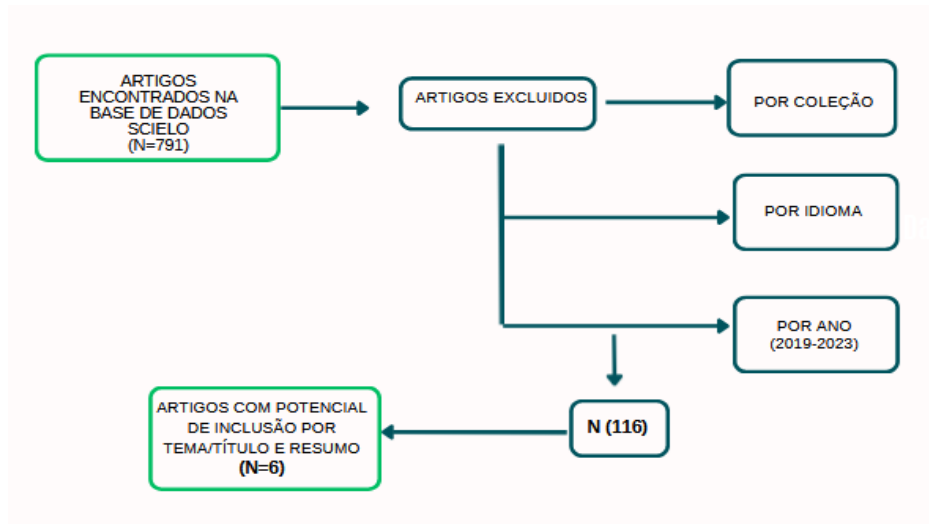 ARTIGOS
ENCONTRADOS NA
BASE DE DADOS
SCIELO
(N=791)
ARTIGOS EXCLUIDOS
POR COLEÇÃO
POR IDIOMA
POR ANO
(2019-2023)
N (116)
ARTIGOS COM POTENCIAL
DE INCLUSÃO POR
TEMA/TÍTULO E RESUMO
(N=6)